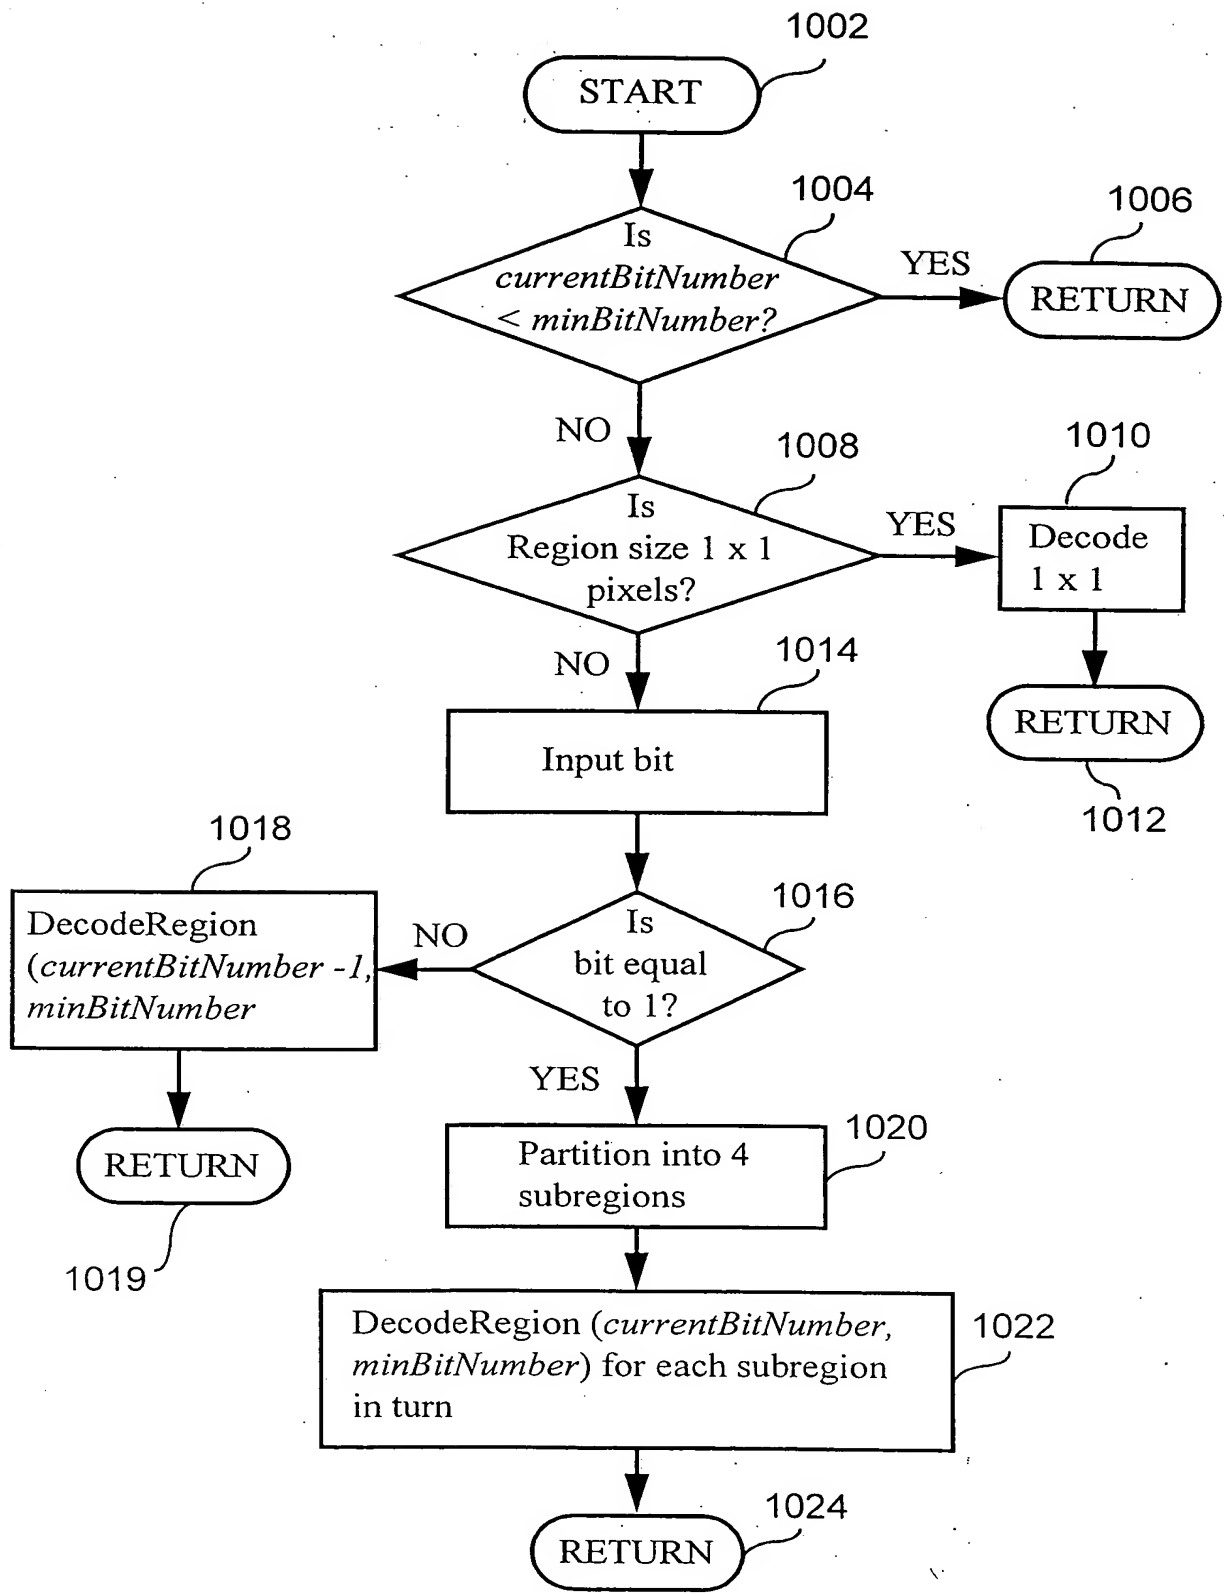 1002
START
1004
Is
currentBitNumber
< minBitNumber?
YES
1006
RETURN
NO
1008
Is
Region size 1 x 1
pixels?
YES
1010
Decode
1 x 1
RETURN
1012
NO
1014
Input bit
1016
Is
bit equal
to 1?
NO
1018
DecodeRegion
(currentBitNumber -1,
minBitNumber
RETURN
1019
YES
1020
Partition into 4
subregions
1022
DecodeRegion (currentBitNumber,
minBitNumber) for each subregion
in turn
1024
RETURN